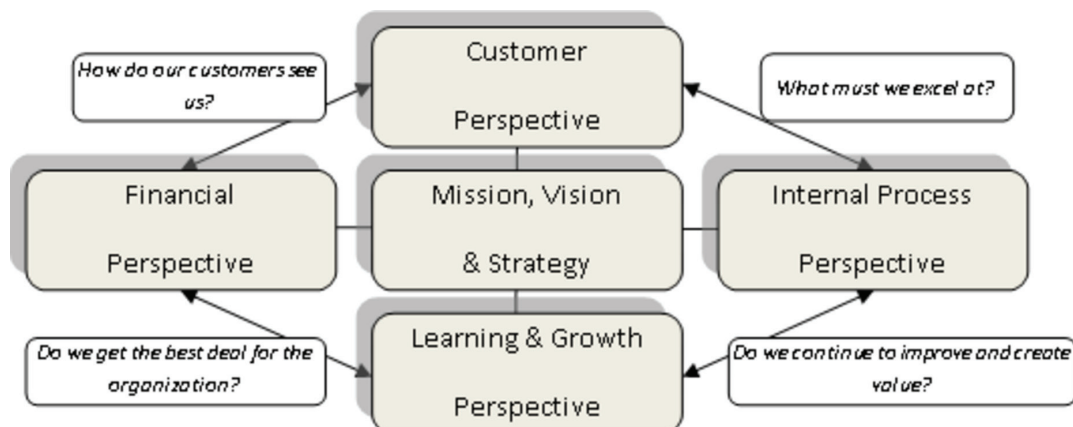 Customer
Perspective
How do our customers see
us?
What must we excel at?
Financial
Perspective
Mission, Vision
& Strategy
Internal Process
Perspective
Do we get the best deal for the
organization?
Learning & Growth
Perspective
Do we continue to improve and create
value?